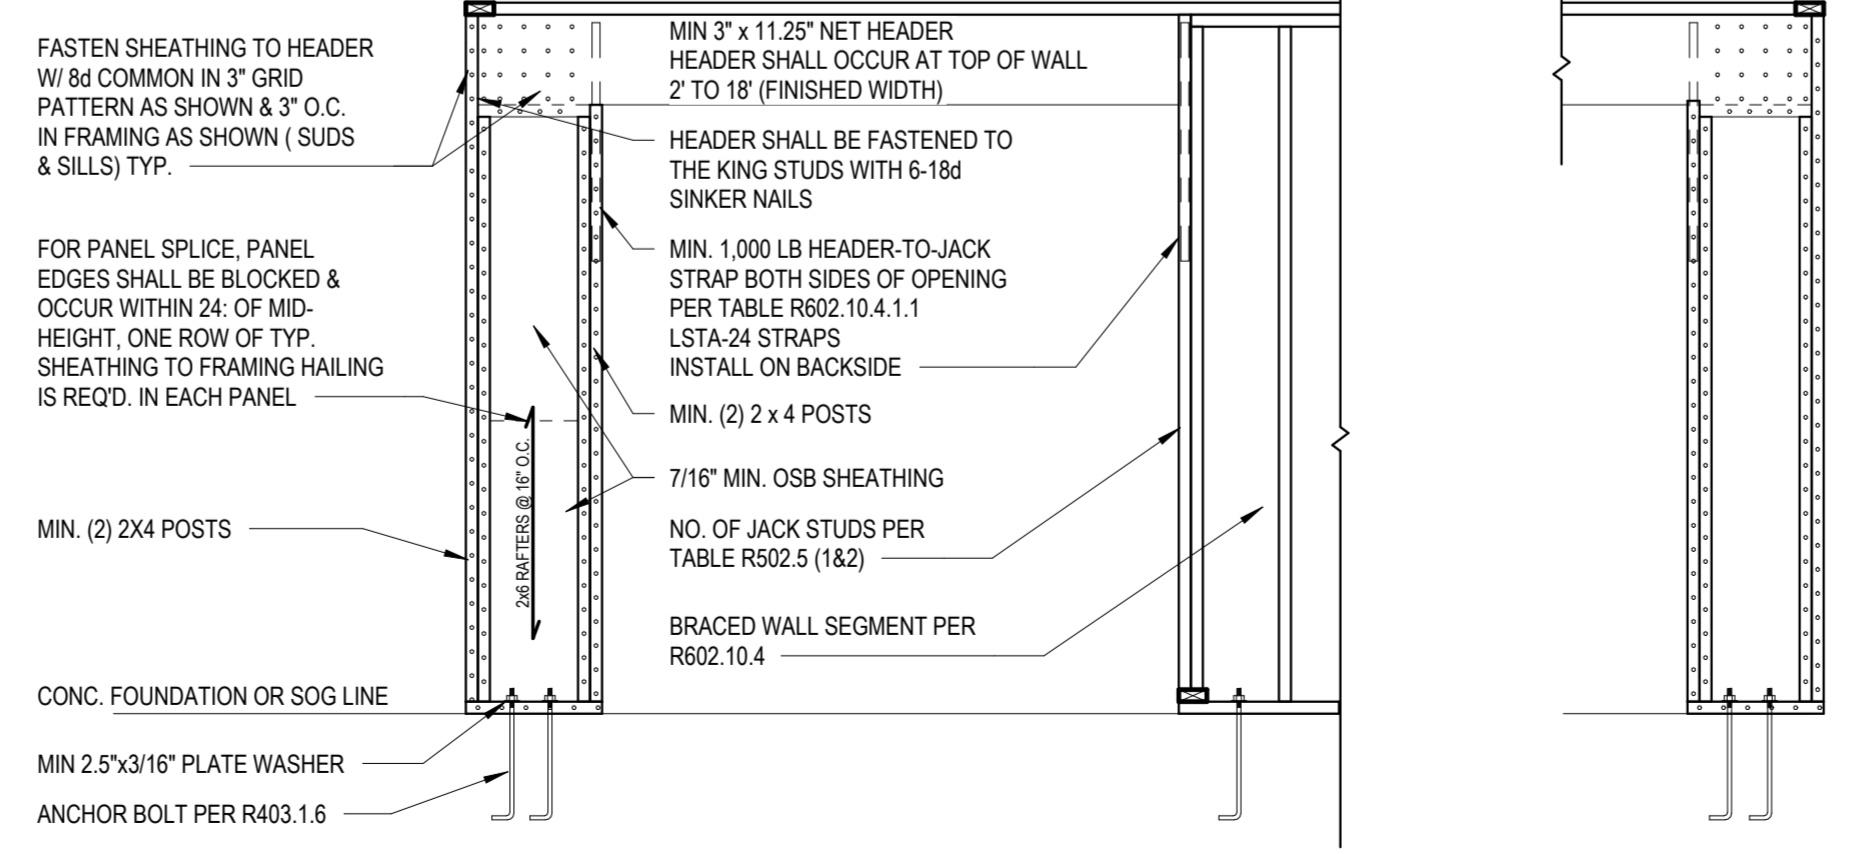 FASTEN SHEATHING TO HEADER
W/ 8d COMMON IN 3" GRID
PATTERN AS SHOWN & 3" O.C.
IN FRAMING AS SHOWN ( SUDS
& SILLS) TYP.
FOR PANEL SPLICE, PANEL
EDGES SHALL BE BLOCKED &
OCCUR WITHIN 24: OF MID-
HEIGHT, ONE ROW OF TYP.
SHEATHING TO FRAMING HAILING
IS REQ'D. IN EACH PANEL
MIN. (2) 2X4 POSTS
CONC. FOUNDATION OR SOG LINE
MIN 2.5"x3/16" PLATE WASHER
ANCHOR BOLT PER R403.1.6
2x6 RAFTERS @ 16" O.C.
MIN 3" x 11.25" NET HEADER
HEADER SHALL OCCUR AT TOP OF WALL
2' TO 18' (FINISHED WIDTH)
HEADER SHALL BE FASTENED TO
THE KING STUDS WITH 6-18d
SINKER NAILS
MIN. 1,000 LB HEADER-TO-JACK
STRAP BOTH SIDES OF OPENING
PER TABLE R602.10.4.1.1
LSTA-24 STRAPS
INSTALL ON BACKSIDE
MIN. (2) 2 x 4 POSTS
7/16" MIN. OSB SHEATHING
NO. OF JACK STUDS PER
TABLE R502.5 (1&2)
BRACED WALL SEGMENT PER
R602.10.4